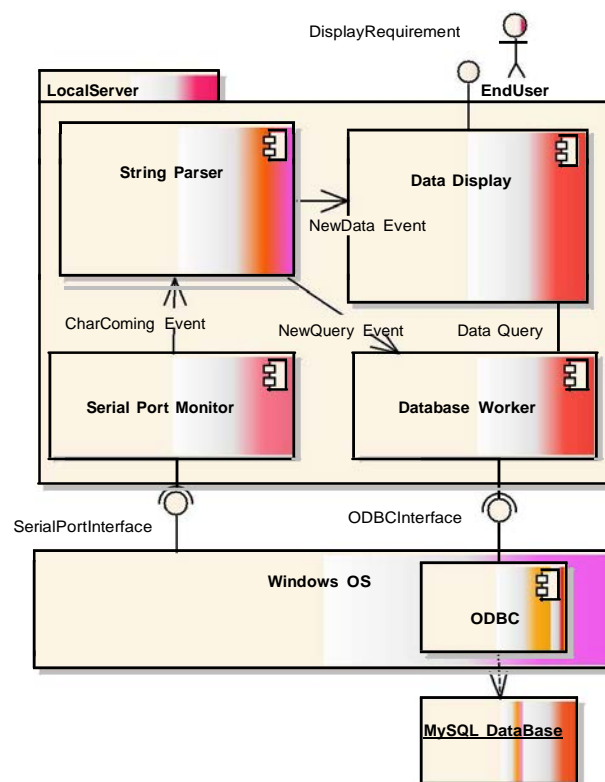 DisplayRequirement
LocalServer
EndUser
String Parser
Data Display
NewData Event
CharComing Event
NewQuery Event
Data Query
Serial Port Monitor
Database Worker
SerialPortInterface
ODBCInterface
Windows OS
ODBC
MySQL DataBase